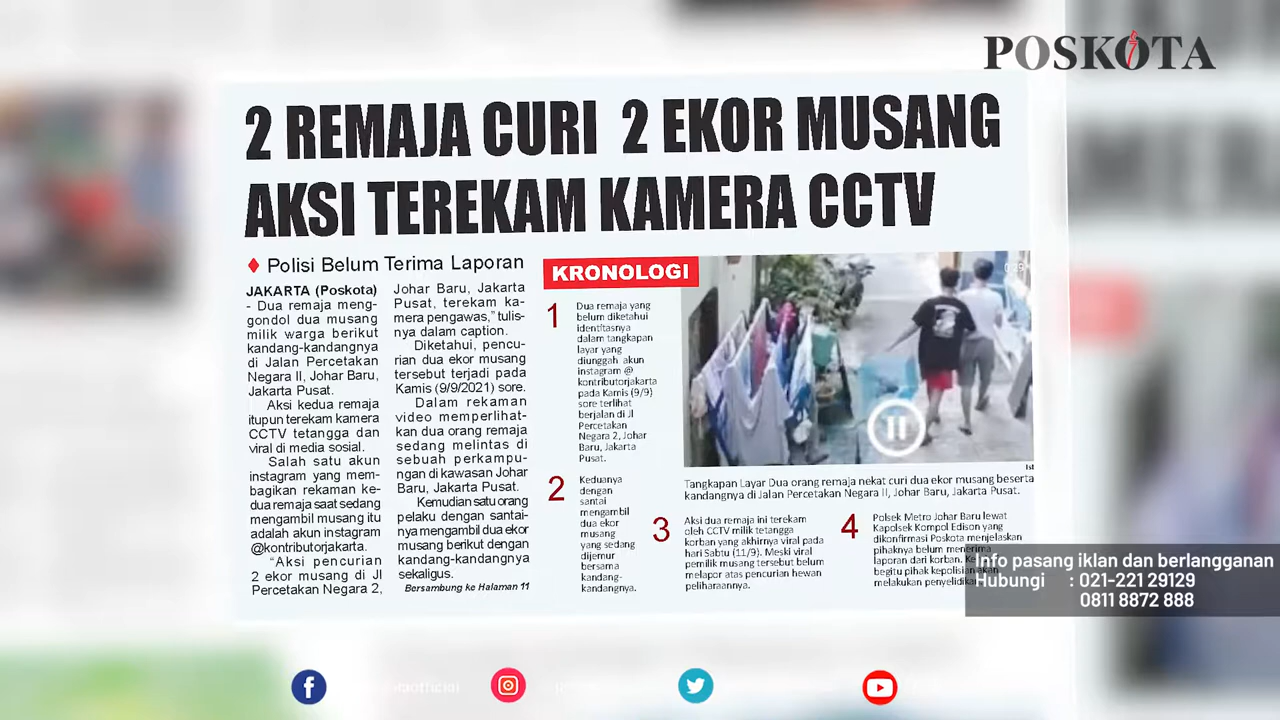 POSKOTA
2 REMAJA CURI 2 EKOR MUSANG
AKSI TEREKAM KAMERA CCTV
Polisi Belum Terima Laporan
JAKARTA (Poskota)
- Dua remaja meng-
gondol dua musang
milik warga berikut
kandang-kandangnya
di Jalan Percetakan
Negara II, Johar Baru,
Jakarta Pusat.
Aksi kedua remaja
itupun terekam kamera
CCTV tetangga dan
viral di media sosial.
Salah satu akun
instagram yang mem-
bagikan rekaman ke-
dua remaja saat sedang
mengambil musang itu
adalah akun instagram
@kontributorjakarta.
"Aksi pencurian
2 ekor musang di Jl
Percetakan Negara 2,
Johar Baru, Jakarta
Pusat, terekam ka-
mera pengawas," tulis-
nya dalam caption.
Diketahui, pencu-
rian dua ekor musang
tersebut terjadi pada
Kamis (9/9/2021) sore.
Dalam rekaman
video memperlihat-
kan dua orang remaja
sedang melintas di
sebuah perkampu-
ngan di kawasan Johar
Baru, Jakarta Pusat.
Kemudian satu orang
pelaku dengan santai-
nya mengambil dua ekor
musang berikut dengan
kandang-kandangnya
sekaligus.
Bersambung ke Halaman 11
KRONOLOGI
1
Dua remaja yang
belum diketahui
identitasnya
dalam tangkapan
layar yang
diunggah akun
instagram @
kontributorjakarta
pada Kamis (9/9)
sore terlihat
berjalan di Jl
Percetakan
Negara 2, Johar
Baru, Jakarta
Pusat.
2
Keduanya
dengan
santai
mengambil
dua ekor
musang
yang sedang
dijemur
bersama
kandang-
kandangnya.
Ist
Tangkapan Layar Dua orang remaja nekat curi dua ekor musang beserta
kandangnya di Jalan Percetakan Negara II, Johar Baru, Jakarta Pusat.
3
Aksi dua remaja ini terekam
oleh CCTV milik tetangga
korban yang akhirnya viral pada
hari Sabtu (11/9). Meski viral
pemilik musang tersebut belum
melapor atas pencurian hewan
peliharaannya.
4
Polsek Metro Johar Baru lewat
Kapolsek Kompol Edison yang
dikonfirmasi Poskota menjelaskan
pihaknya belum menerima
laporan dari korban.
begitu pihak kepolisian akan
melakukan
Info pasang iklan dan berlangganan
Hubungi : 021-221 29129
0811 8872 888